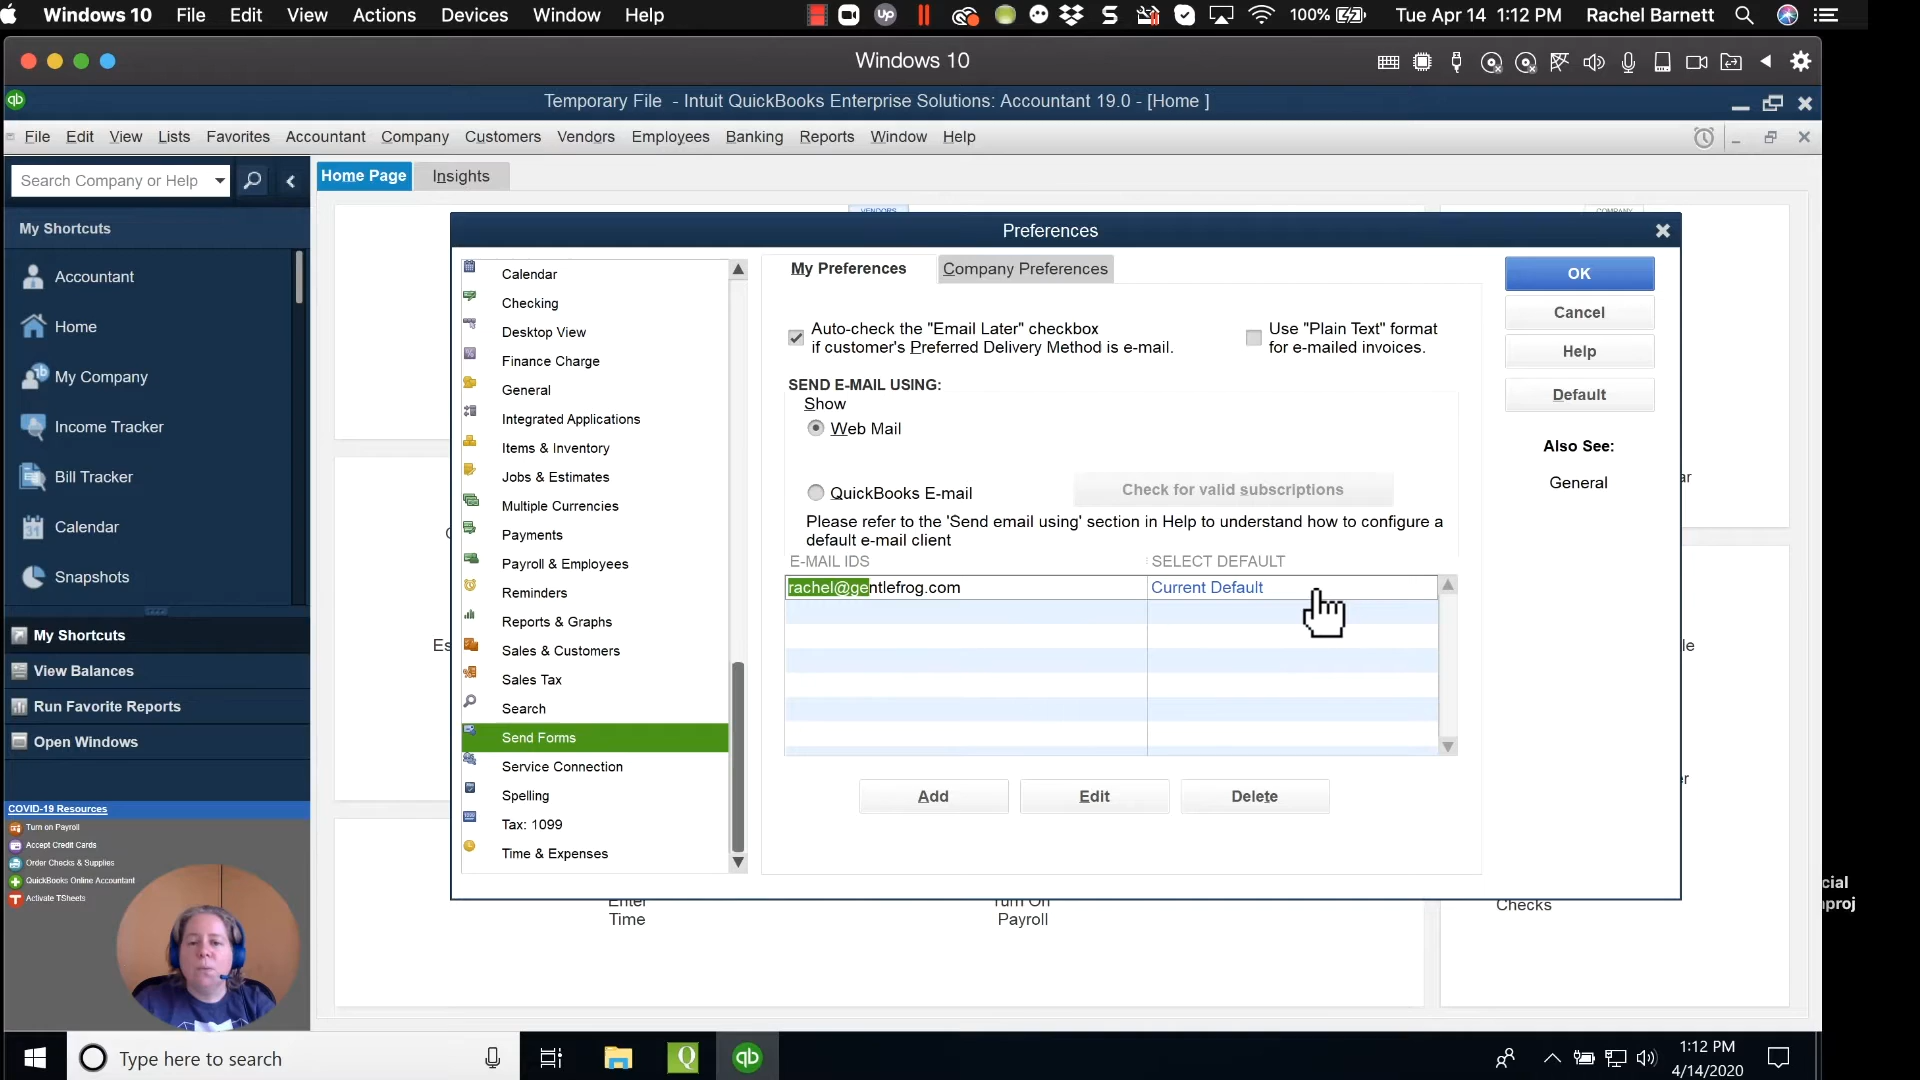 Windows 10 File Edit View Actions Devices Window Help 100% Tue Apr 14 1:12 PM Rachel Barnett
Windows 10
Temporary File - Intuit QuickBooks Enterprise Solutions: Accountant 19.0 - [Home ]
File Edit View Lists Favorites Accountant Company Customers Vendors Employees Banking Reports Window Help
Search Company or Help
Home Page Insights
My Shortcuts
Accountant
Home
My Company
Income Tracker
Bill Tracker
Calendar
Snapshots
My Shortcuts
View Balances
Run Favorite Reports
Open Windows
COVID-19 Resources
Turn on Payroll
Accept Credit Cards
Order Checks & Supplies
QuickBooks Online Accountant
Activate TSheets
VENDORS
COMPANY
Preferences
Calendar
Checking
Desktop View
Finance Charge
General
Integrated Applications
Items & Inventory
Jobs & Estimates
Multiple Currencies
Payments
Payroll & Employees
Reminders
Reports & Graphs
Sales & Customers
Sales Tax
Search
Send Forms
Service Connection
Spelling
Tax: 1099
Time & Expenses
My Preferences Company Preferences
Auto-check the "Email Later" checkbox
if customer's Preferred Delivery Method is e-mail.
Use "Plain Text" format
for e-mailed invoices.
SEND E-MAIL USING:
Show
Web Mail
QuickBooks E-mail
Check for valid subscriptions
Please refer to the 'Send email using' section in Help to understand how to configure a
default e-mail client
E-MAIL IDS SELECT DEFAULT
rachel@gentlefrog.com Current Default
Add Edit Delete
OK
Cancel
Help
Default
Also See:
General
Es
ar
le
er
Enter
Time
Turn On
Payroll
Checks
cial
nproj
Type here to search
1:12 PM
4/14/2020